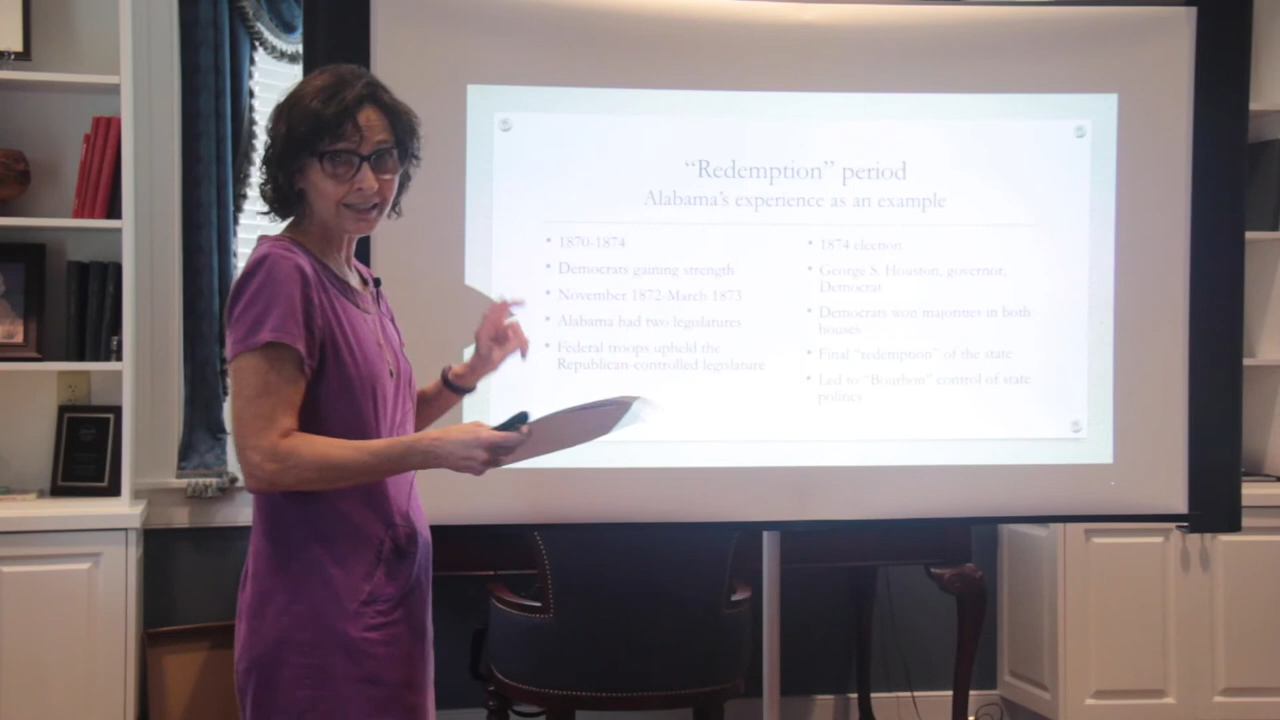 “Redemption” period
Alabama’s experience as an example
• 1870-1874
• Democrats gaining strength
• November 1872-March 1873
• Alabama had two legislatures
• Federal troops upheld the
Republican-controlled legislature
• 1874 election
• George S. Houston, governor,
Democrat
• Democrats won majorities in both
houses
• Final “redemption” of the state
• Led to “Bourbon” control of state
politics